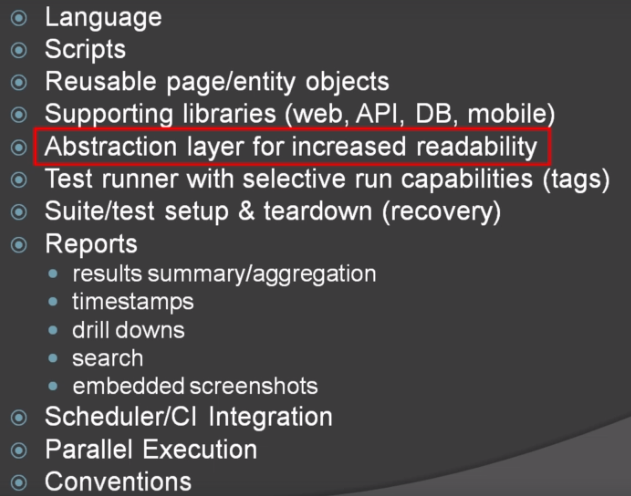 Language
Scripts
Reusable page/entity objects
Supporting libraries (web, API, DB, mobile)
Abstraction layer for increased readability
Test runner with selective run capabilities (tags)
Suite/test setup & teardown (recovery)
Reports
results summary/aggregation
timestamps
drill downs
search
embedded screenshots
Scheduler/CI Integration
Parallel Execution
Conventions